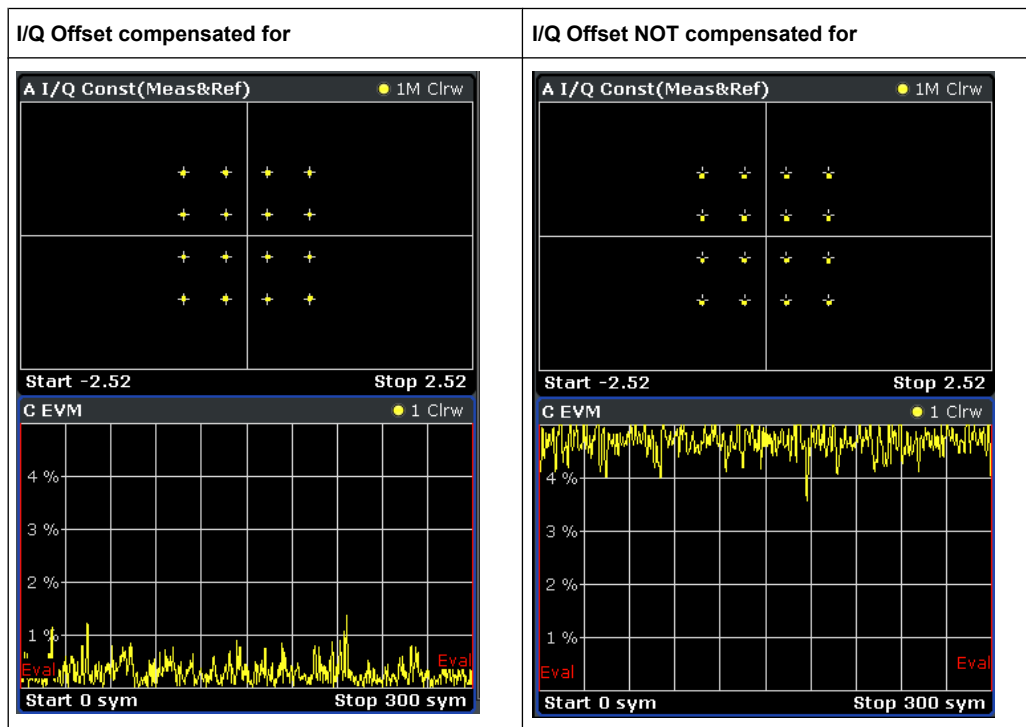 I/Q Offset compensated for
I/Q Offset NOT compensated for
A I/Q Const(Meas&Ref)
1M Clrw
Start -2.52
Stop 2.52
C EVM
1 Clrw
4 %
3 %
2 %
1 %
Eval
Eval
Start 0 sym
Stop 300 sym
A I/Q Const(Meas&Ref)
1M Clrw
Start -2.52
Stop 2.52
C EVM
1 Clrw
4 %
3 %
2 %
1 %
Eval
Eval
Start 0 sym
Stop 300 sym